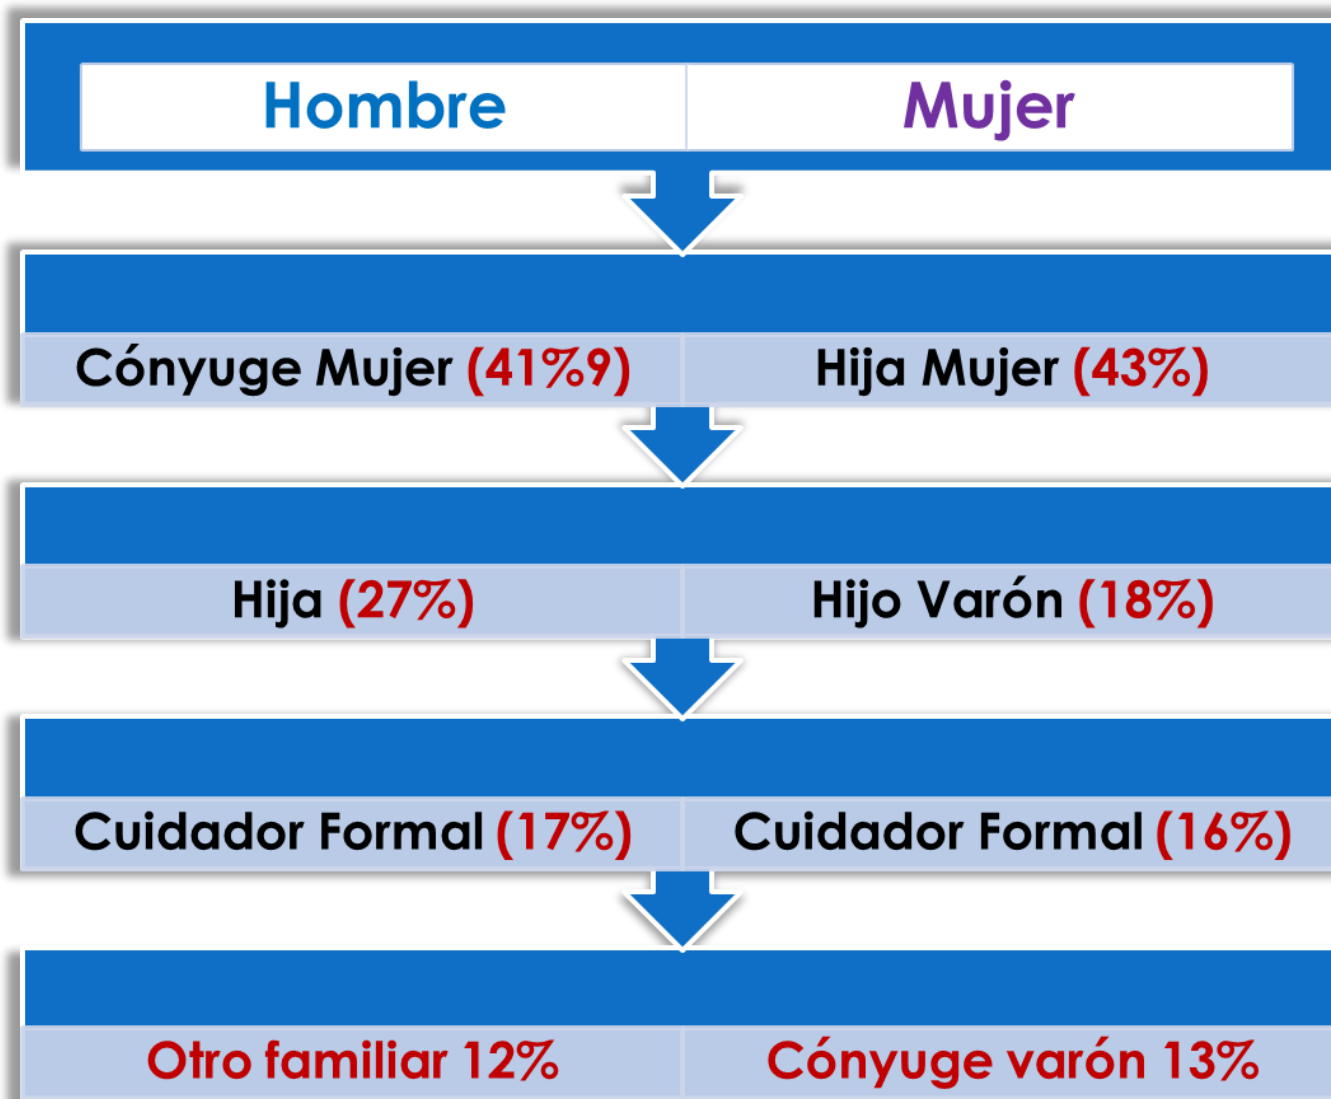 Hombre Mujer
Cónyuge Mujer (41%9) Hija Mujer (43%)
Hija (27%) Hijo Varón (18%)
Cuidador Formal (17%) Cuidador Formal (16%)
Otro familiar 12% Cónyuge varón 13%